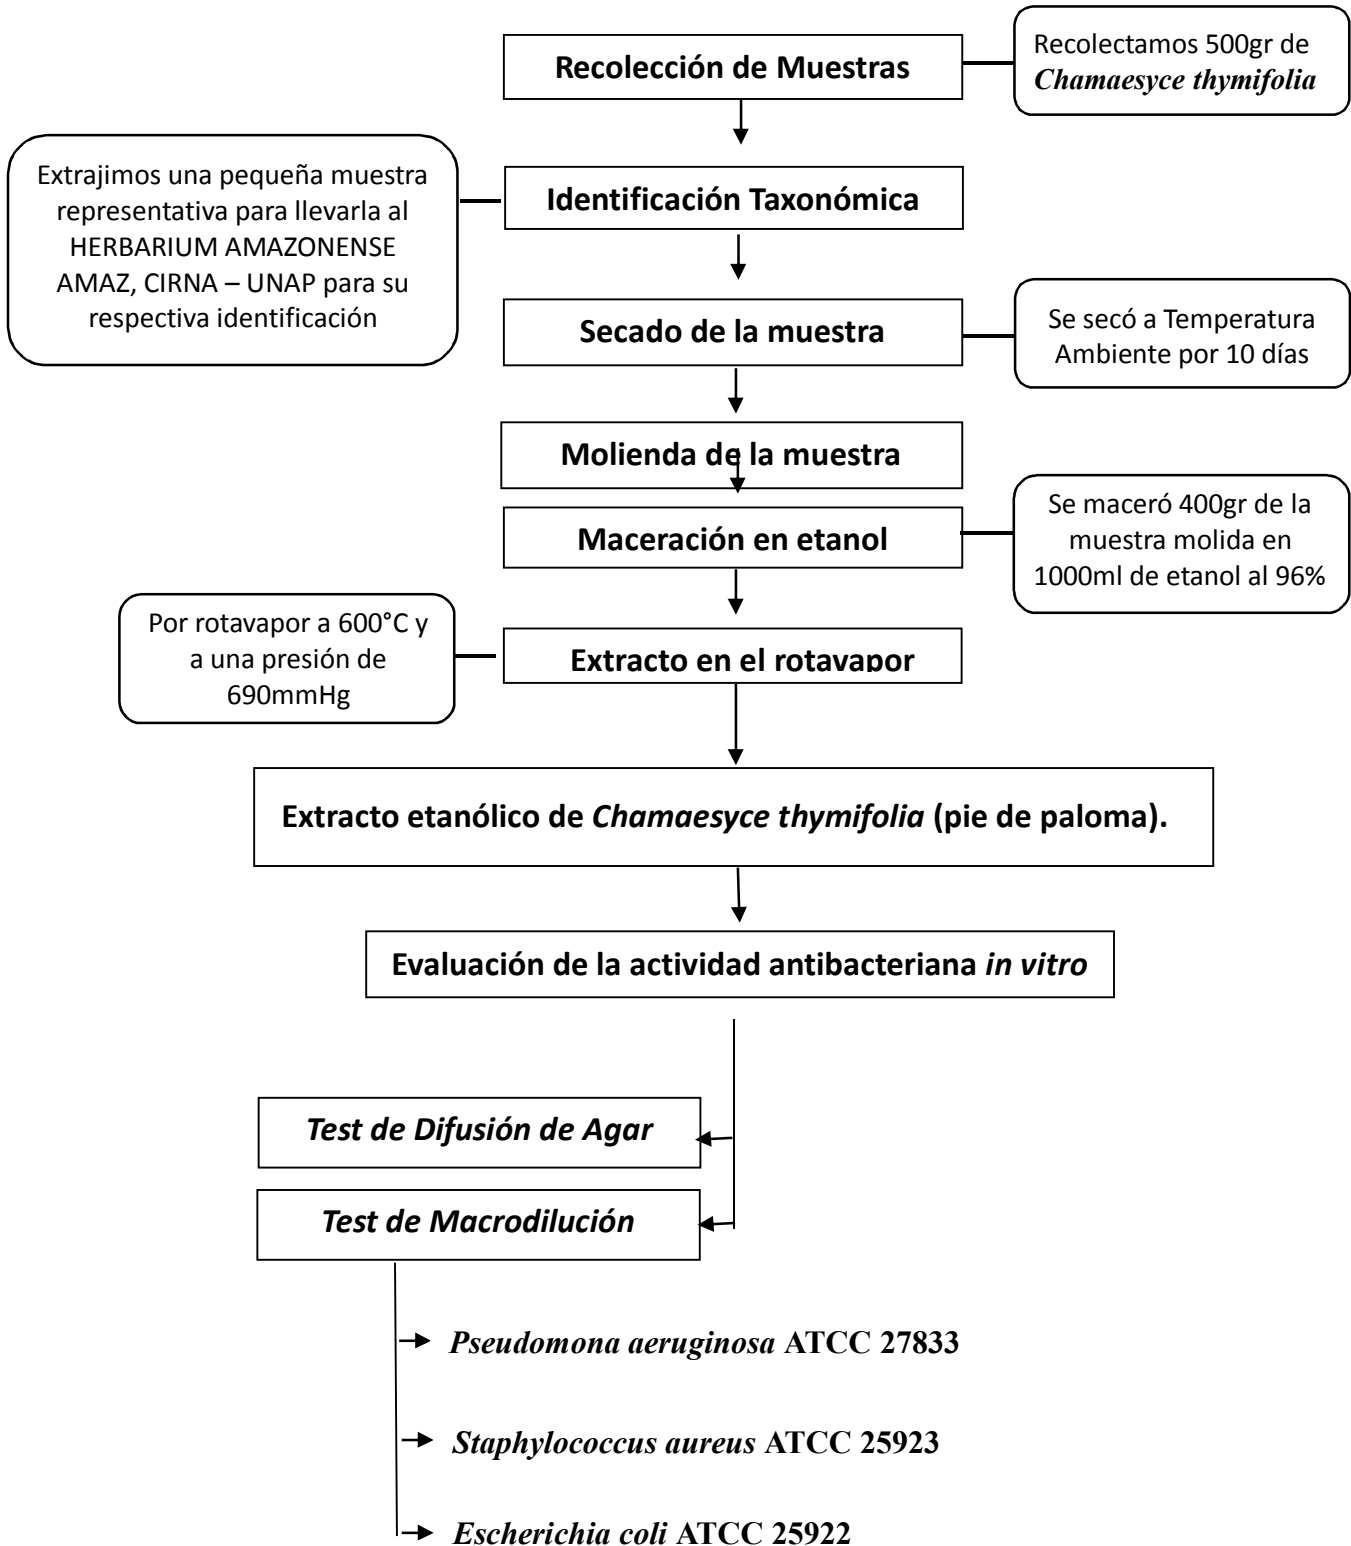 Recolección de Muestras
Recolectamos 500gr de
Chamaesyce thymifolia
Extrajimos una pequeña muestra
representativa para llevarla al
HERBARIUM AMAZONENSE
AMAZ, CIRNA – UNAP para su
respectiva identificación
Identificación Taxonómica
Secado de la muestra
Se secó a Temperatura
Ambiente por 10 días
Molienda de la muestra
Maceración en etanol
Se maceró 400gr de la
muestra molida en
1000ml de etanol al 96%
Por rotavapor a 600°C y
a una presión de
690mmHg
Extracto en el rotavapor
Extracto etanólico de Chamaesyce thymifolia (pie de paloma).
Evaluación de la actividad antibacteriana in vitro
Test de Difusión de Agar
Test de Macrodilución
Pseudomona aeruginosa ATCC 27833
Staphylococcus aureus ATCC 25923
Escherichia coli ATCC 25922